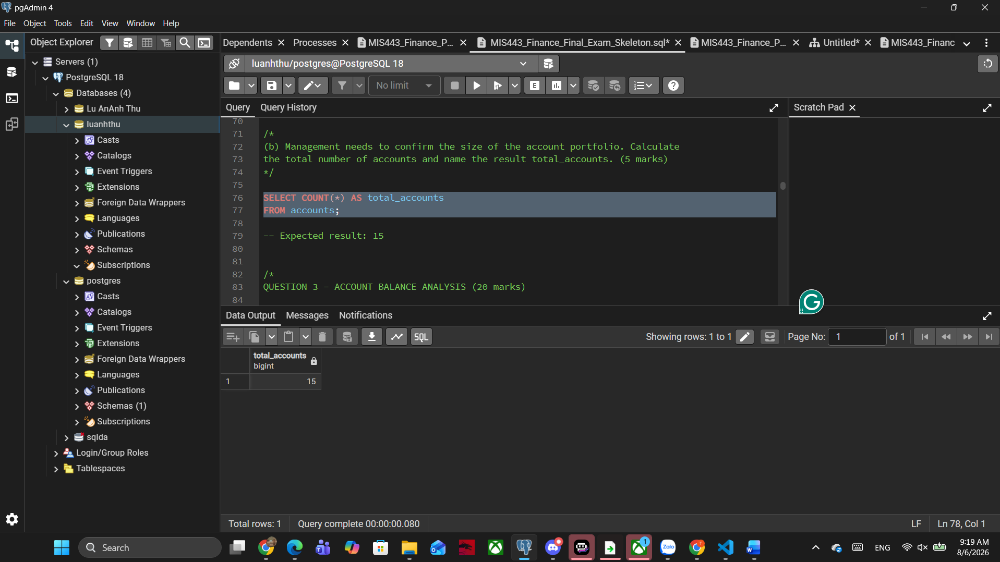 pgAdmin 4
File Object Tools Edit View Window Help
Object Explorer
Dependents
Processes
MIS443_Finance_P...
MIS443_Finance_Final_Exam_Skeleton.sql*
MIS443_Finance_P...
Untitled*
MIS443_Financ
Servers (1)
PostgreSQL 18
Databases (4)
Lu AnAnh Thu
luanhthu
Casts
Catalogs
Event Triggers
Extensions
Foreign Data Wrappers
Languages
Publications
Schemas
Subscriptions
postgres
Casts
Catalogs
Event Triggers
Extensions
Foreign Data Wrappers
Languages
Publications
Schemas (1)
Subscriptions
sqlda
Login/Group Roles
Tablespaces
luanhthu/postgres@PostgreSQL 18
No limit
E
Query Query History
Scratch Pad
70
71 /*
72 (b) Management needs to confirm the size of the account portfolio. Calculate
73 the total number of accounts and name the result total_accounts. (5 marks)
74 */
75
76 SELECT COUNT(*) AS total_accounts
77 FROM accounts;
78
79 -- Expected result: 15
80
81
82 /*
83 QUESTION 3 - ACCOUNT BALANCE ANALYSIS (20 marks)
84
Data Output Messages Notifications
SQL
Showing rows: 1 to 1
Page No: 1 of 1
total_accounts
bigint
1 15
Total rows: 1
Query complete 00:00:00.080
LF
Ln 78, Col 1
Search
Zalo
1
ENG
9:19 AM
8/6/2026